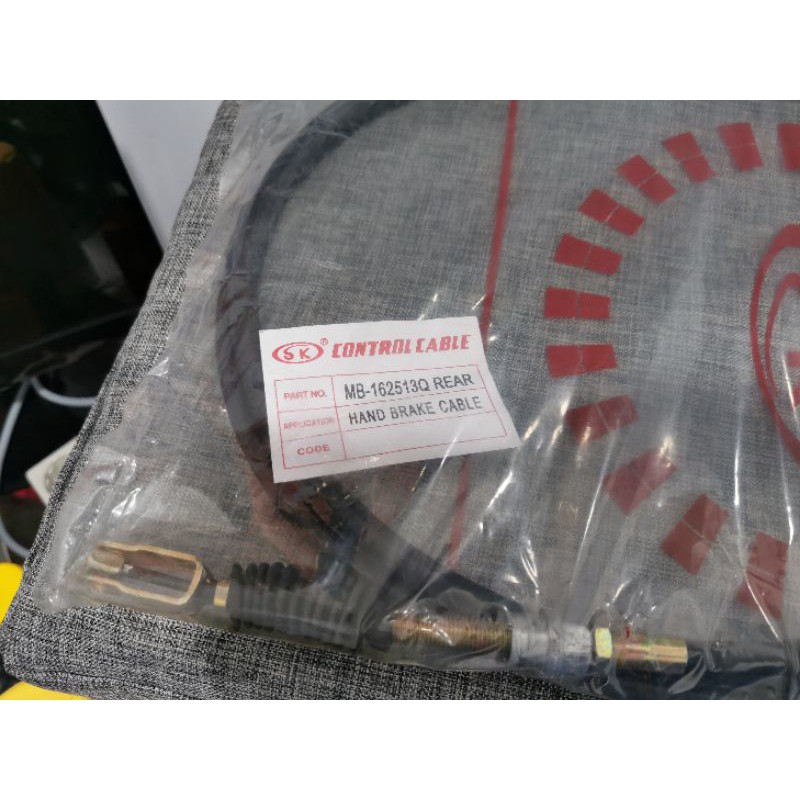 SK® CONTROL CABLE
PART NO. MB-162513Q REAR
APPLICATION HAND BRAKE CABLE
CODE